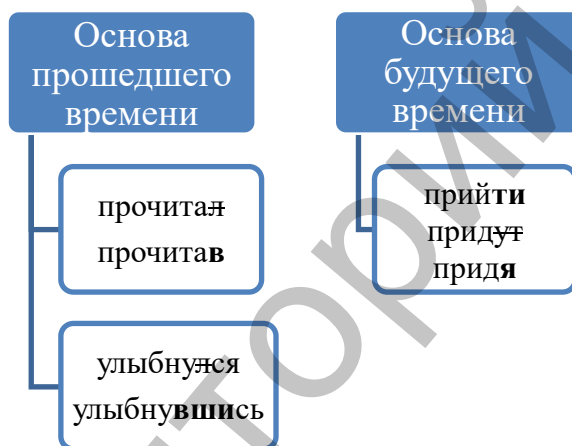 Основа
прошедшего
времени
прочитал
прочитав
улыбнулся
улыбнувшись
Основа
будущего
времени
прийти
придут
придя